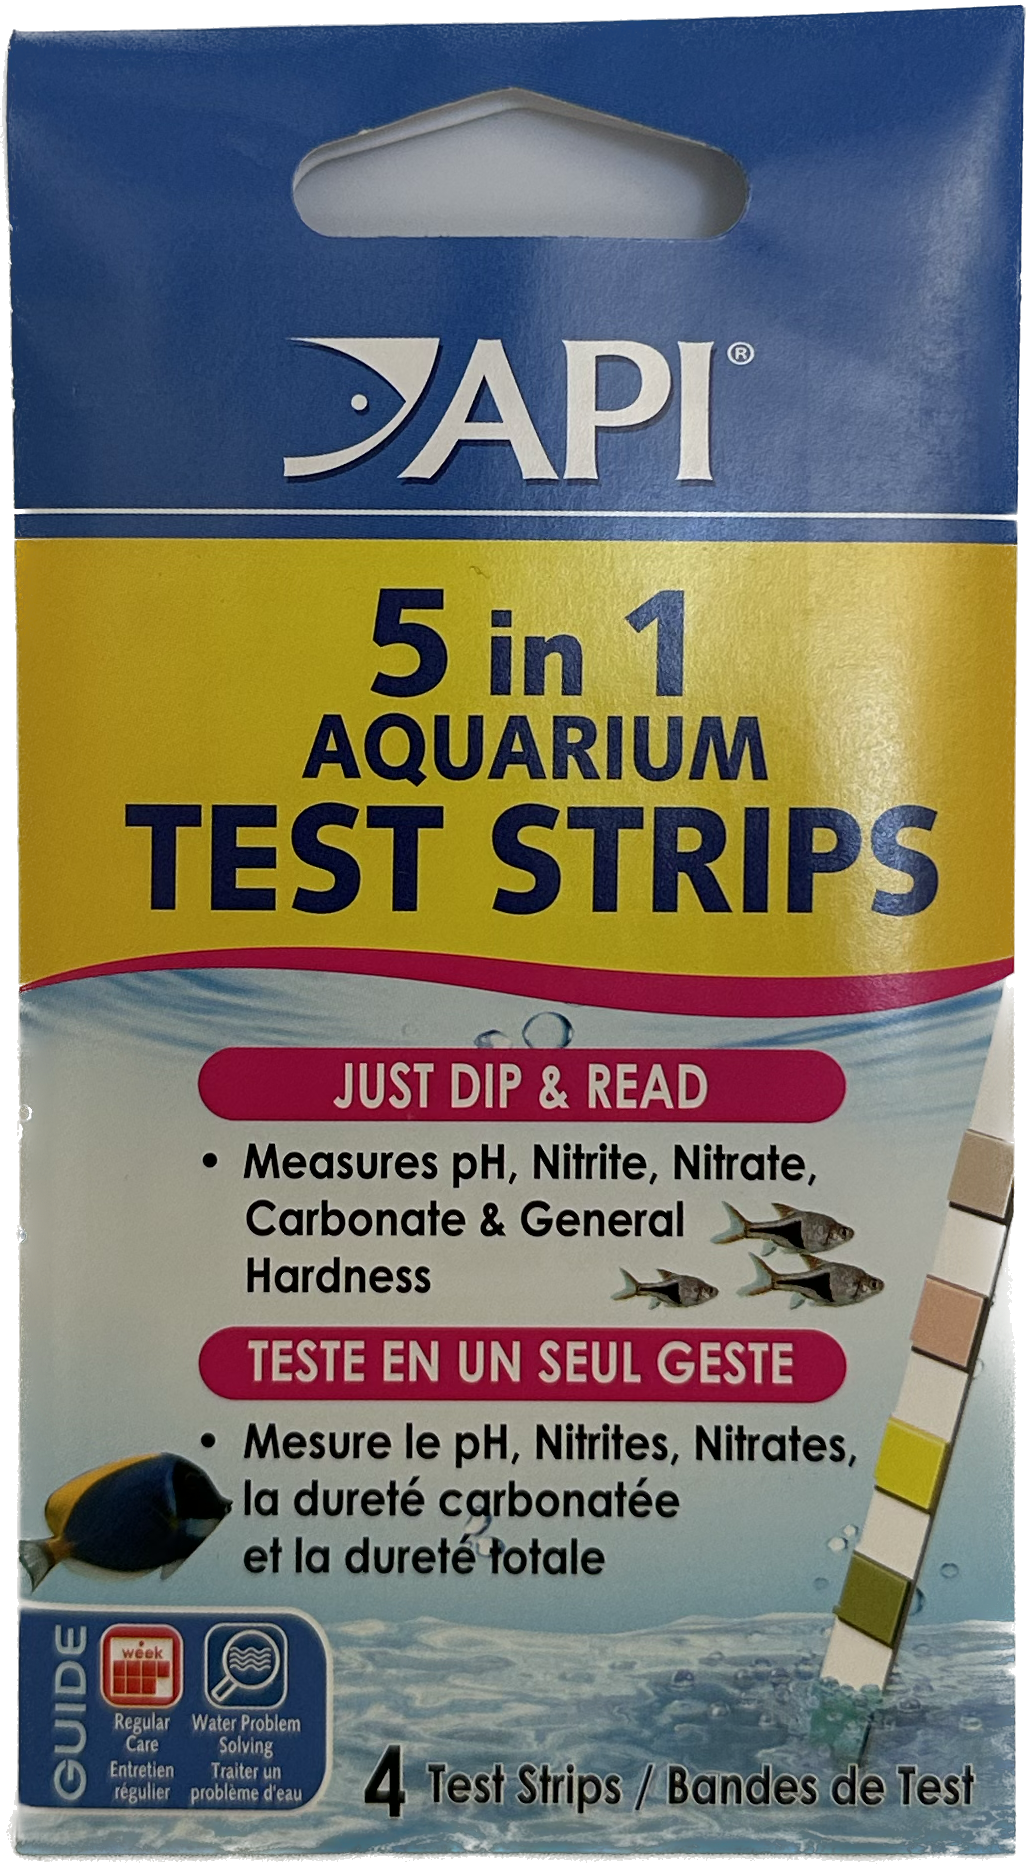 API®
5 in 1
AQUARIUM
TEST STRIPS
JUST DIP & READ
• Measures pH, Nitrite, Nitrate,
Carbonate & General
Hardness
TESTE EN UN SEUL GESTE
• Mesure le pH, Nitrites, Nitrates,
la dureté carbonatée
et la dureté totale
GUIDE
week
Regular
Care
Entretien
régulier
Water Problem
Solving
Traiter un
problème d'eau
4 Test Strips / Bandes de Test